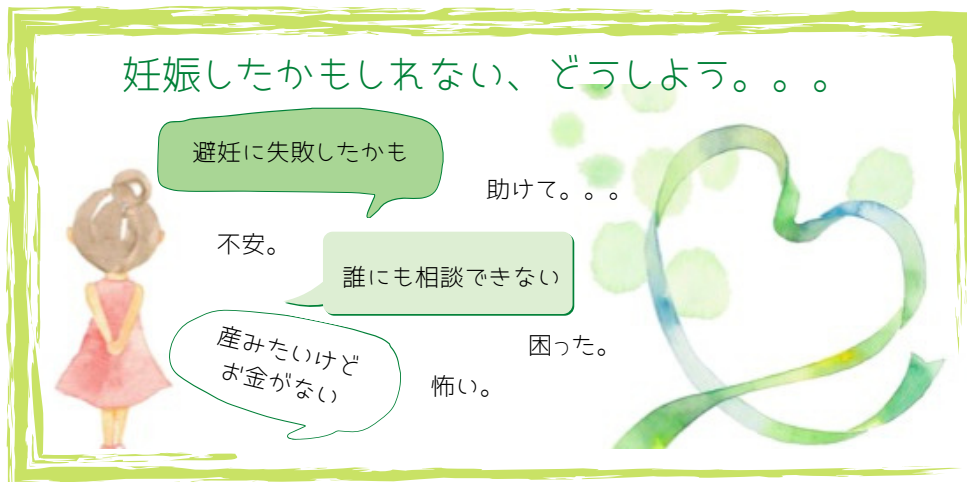 妊娠したかもしれない、どうしよう。。。
避妊に失敗したかも
助けて。。。
不安。
誰にも相談できない
産みたいけど
お金がない
困った。
怖い。